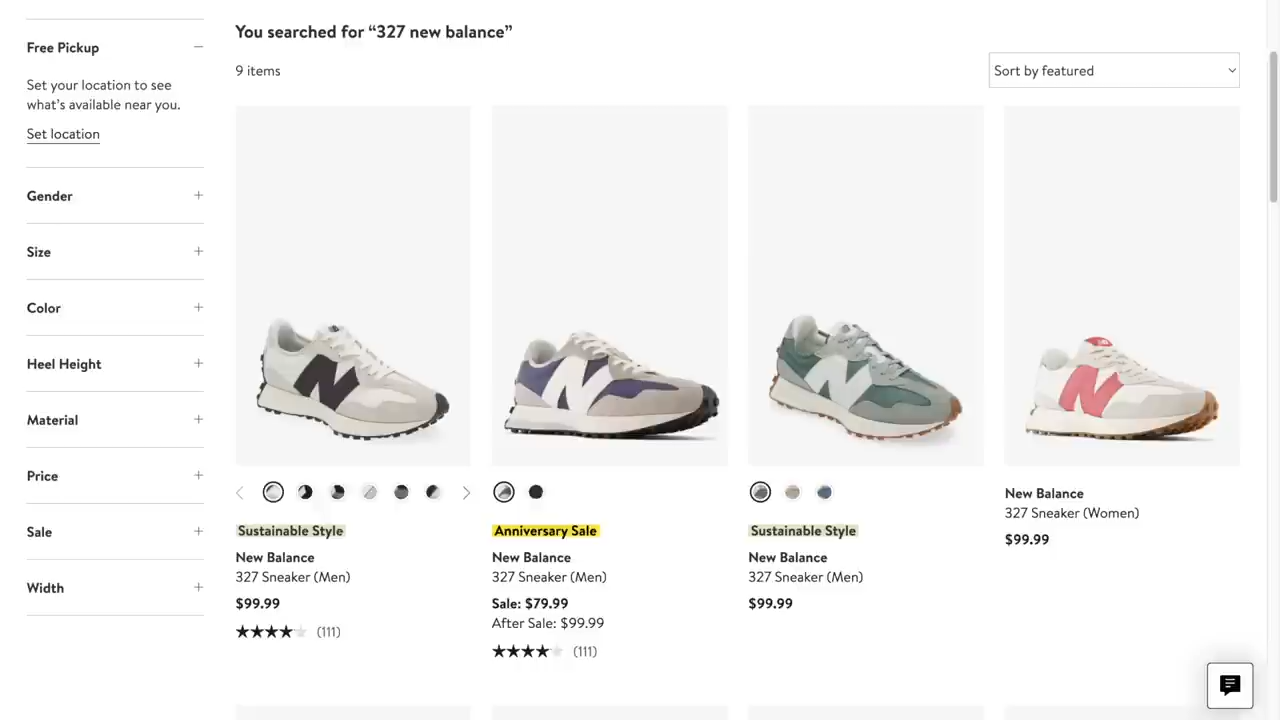 Free Pickup
Set your location to see
what's available near you.
Set location
Gender
Size
Color
Heel Height
Material
Price
Sale
Width
You searched for “327 new balance”
9 items
Sort by featured
Sustainable Style
New Balance
327 Sneaker (Men)
$99.99
(111)
Anniversary Sale
New Balance
327 Sneaker (Men)
Sale: $79.99
After Sale: $99.99
(111)
Sustainable Style
New Balance
327 Sneaker (Men)
$99.99
New Balance
327 Sneaker (Women)
$99.99